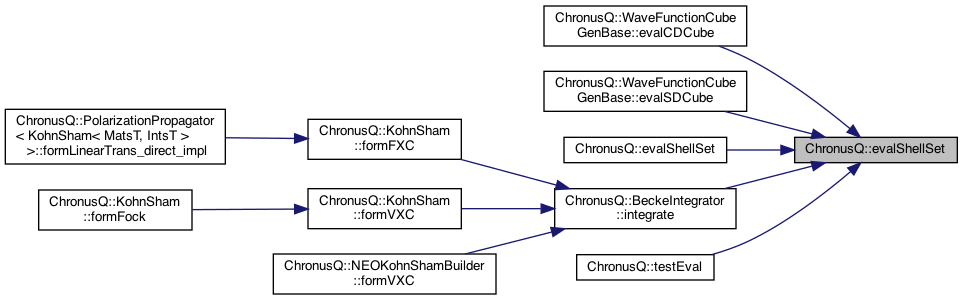 ChronusQ::WaveFunctionCube
GenBase::evalCDCube
ChronusQ::WaveFunctionCube
GenBase::evalSDCube
ChronusQ::PolarizationPropagator
< KohnSham< MatsT, IntsT >
>::formLinearTrans_direct_impl
ChronusQ::KohnSham
::formFXC
ChronusQ::evalShellSet
ChronusQ::evalShellSet
ChronusQ::KohnSham
::formFock
ChronusQ::KohnSham
::formVXC
ChronusQ::BeckeIntegrator
::integrate
ChronusQ::NEOKohnShamBuilder
::formVXC
ChronusQ::testEval